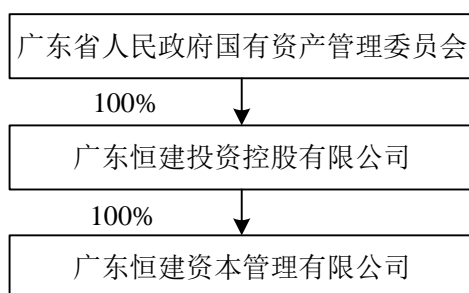 广东省人民政府国有资产管理委员会
100%
广东恒建投资控股有限公司
100%
广东恒建资本管理有限公司